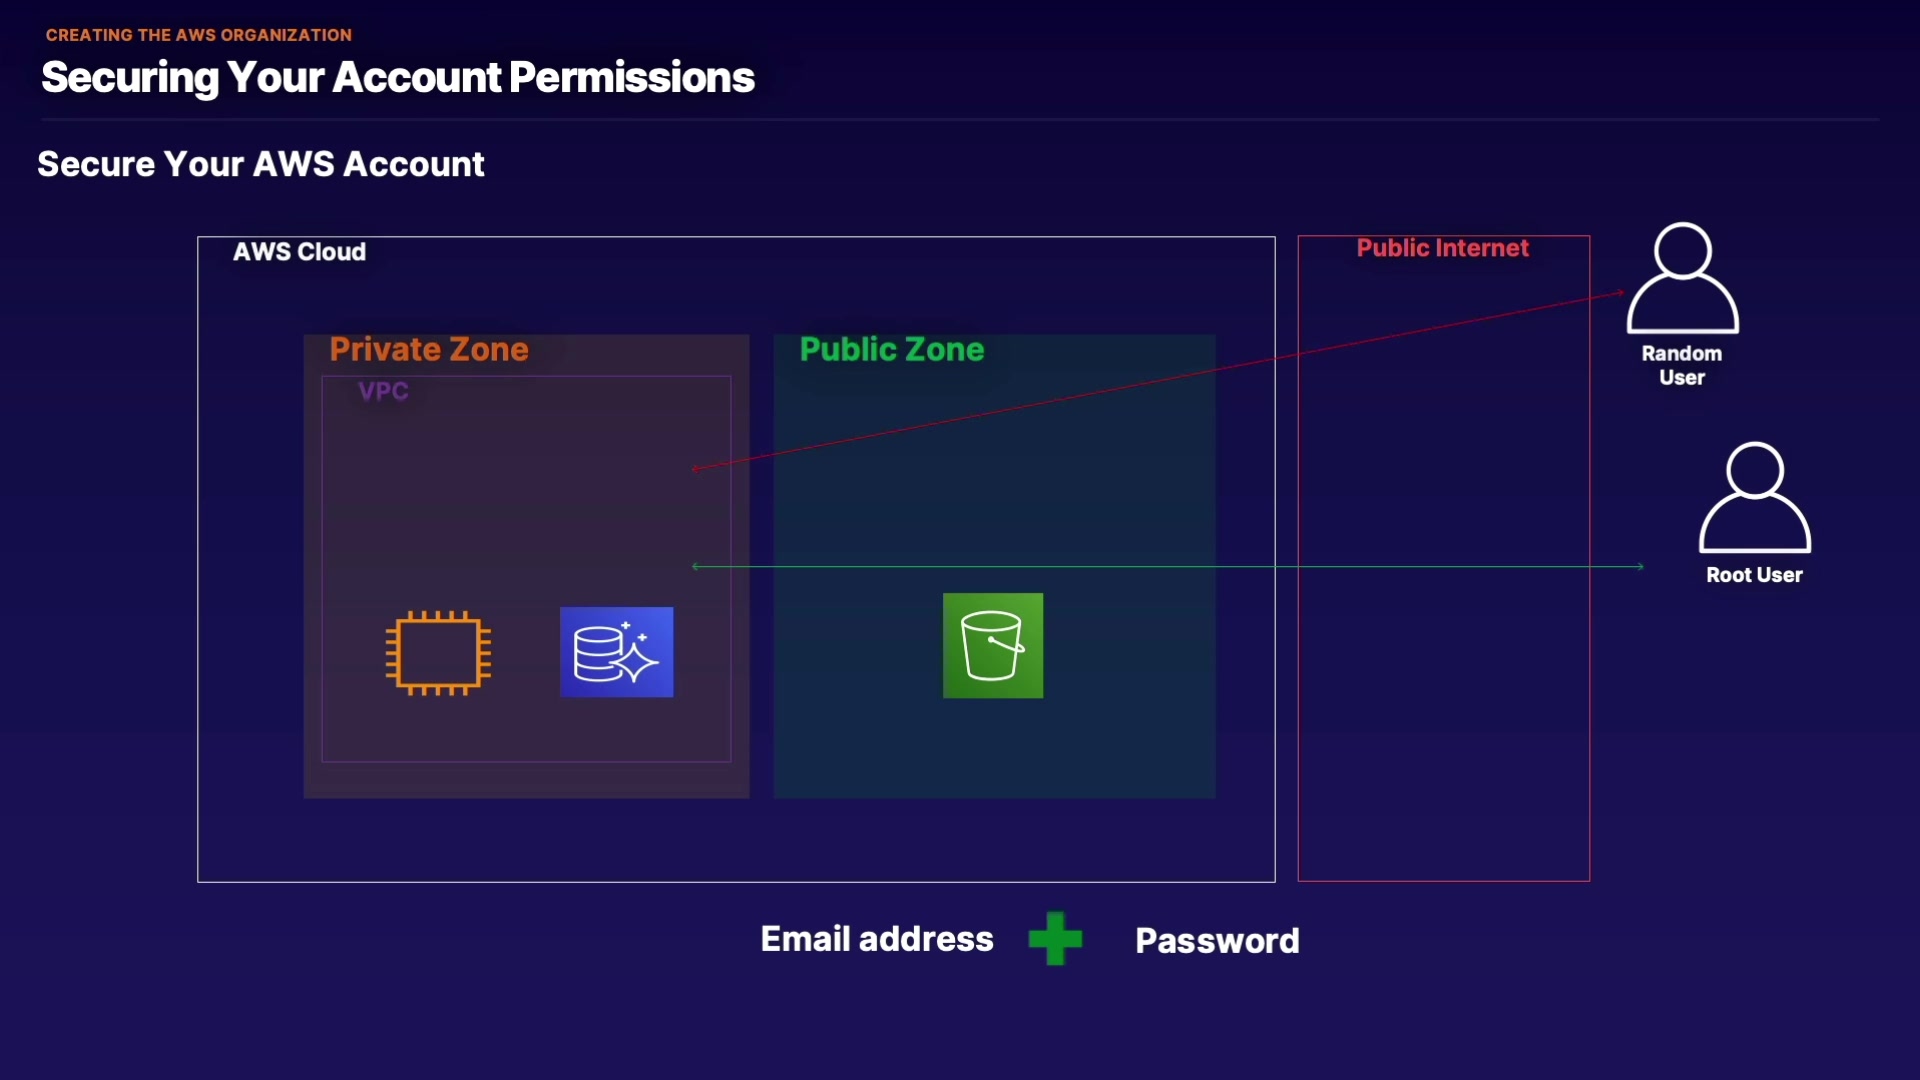 CREATING THE AWS ORGANIZATION
Securing Your Account Permissions
Secure Your AWS Account
AWS Cloud
Public Internet
Private Zone
Public Zone
VPC
Random
User
Root User
Email address
Password